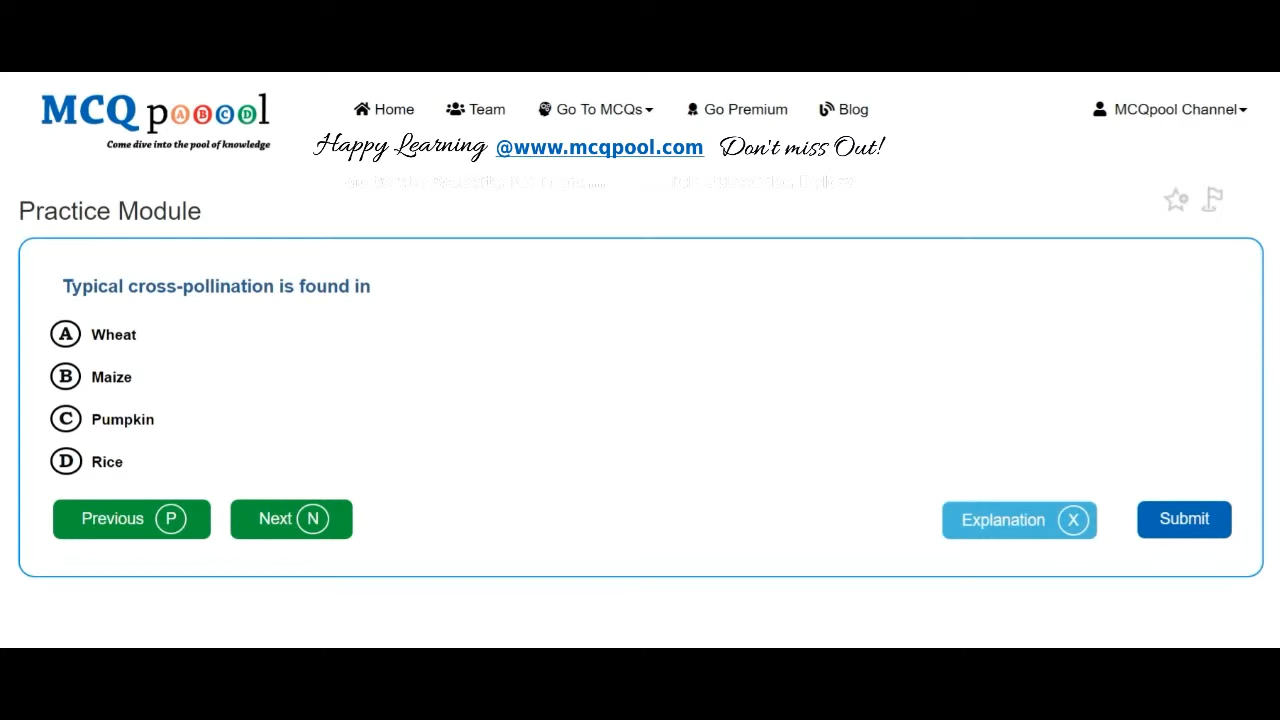 MCQ pABCDl
Come dive into the pool of knowledge
Home Team Go To MCQs Go Premium Blog MCQpool Channel
Happy Learning @www.mcqpool.com Don't miss Out!
Practice Module
Typical cross-pollination is found in
A Wheat
B Maize
C Pumpkin
D Rice
Previous P Next N Explanation X Submit